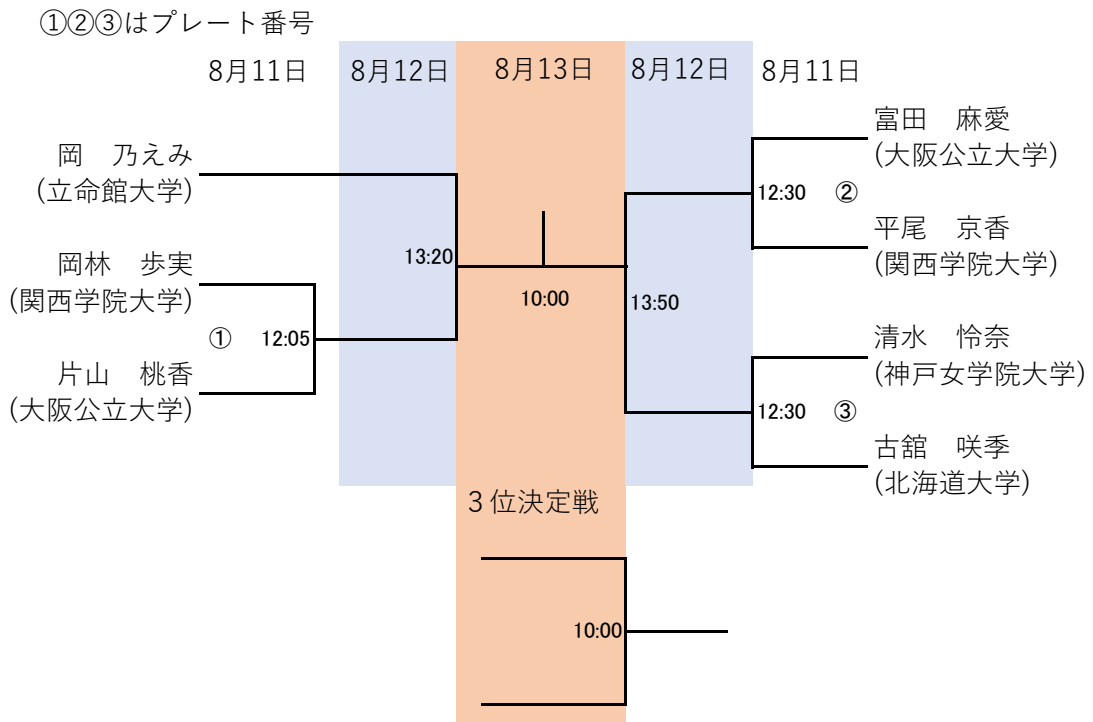 ①②③はプレート番号
8月11日
8月12日
8月13日
8月12日
8月11日
岡　乃えみ
(立命館大学)
岡林　歩実
(関西学院大学)
① 12:05
片山　桃香
(大阪公立大学)
13:20
10:00
13:50
富田　麻愛
(大阪公立大学)
12:30 ②
平尾　京香
(関西学院大学)
清水　怜奈
(神戸女学院大学)
12:30 ③
古舘　咲季
(北海道大学)
３位決定戦
10:00